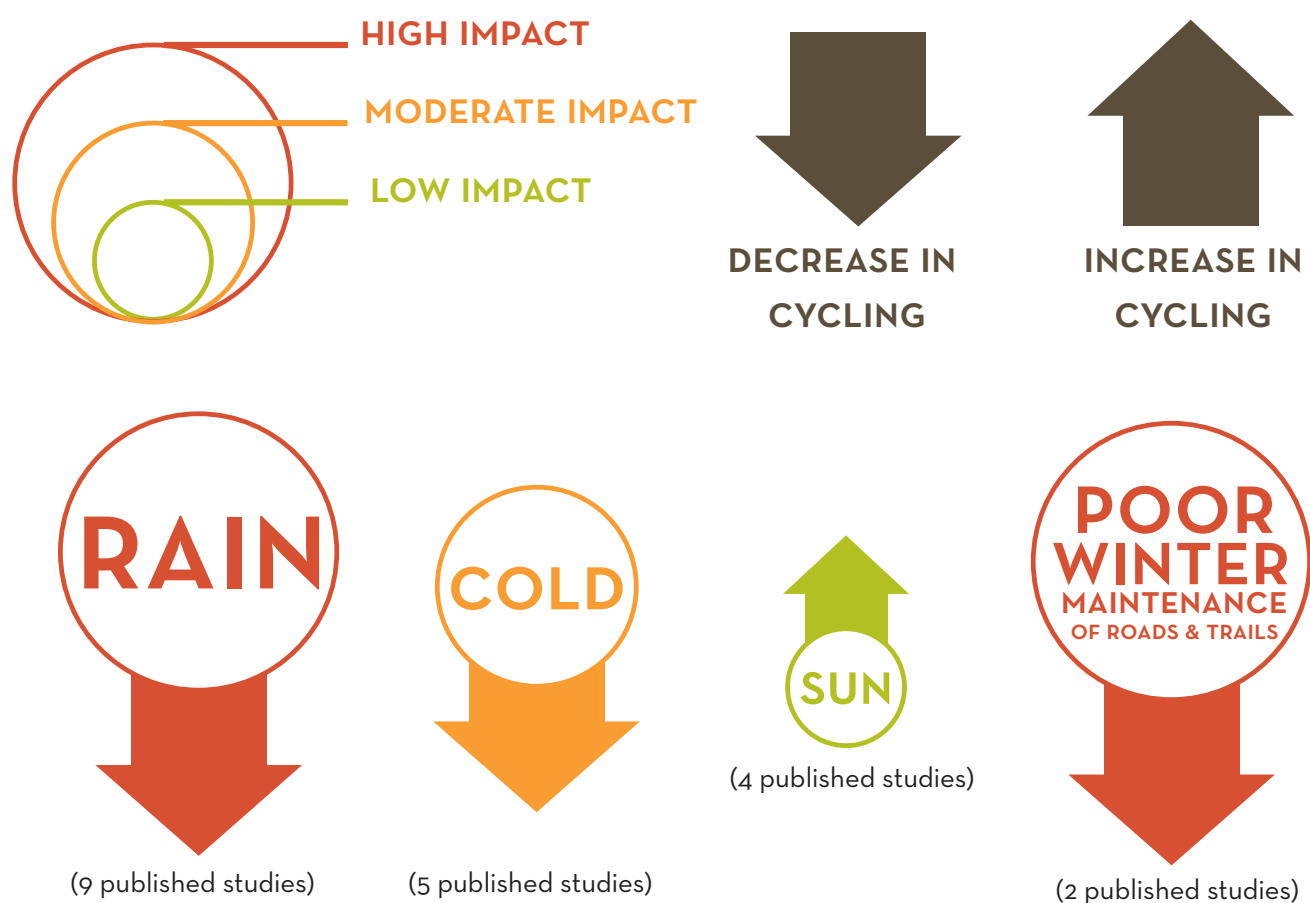 HIGH IMPACT
MODERATE IMPACT
LOW IMPACT
DECREASE IN
CYCLING
INCREASE IN
CYCLING
RAIN
(9 published studies)
COLD
(5 published studies)
SUN
(4 published studies)
POOR
WINTER
MAINTENANCE
OF ROADS & TRAILS
(2 published studies)